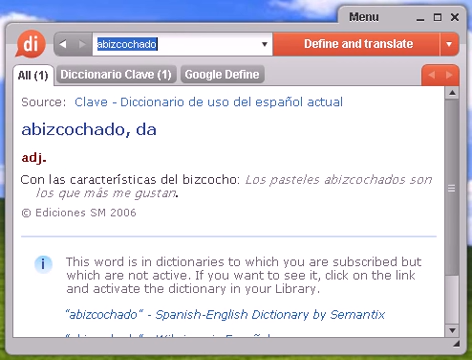 Menu
di
abizcochado
Define and translate
All (1)
Diccionario Clave (1)
Google Define
Source: Clave - Diccionario de uso del español actual
abizcochado, da
adj.
Con las características del bizcocho: Los pasteles abizcochados son
los que más me gustan.
© Ediciones SM 2006
i
This word is in dictionaries to which you are subscribed but
which are not active. If you want to see it, click on the link
and activate the dictionary in your Library.
"abizcochado" - Spanish-English Dictionary by Semantix